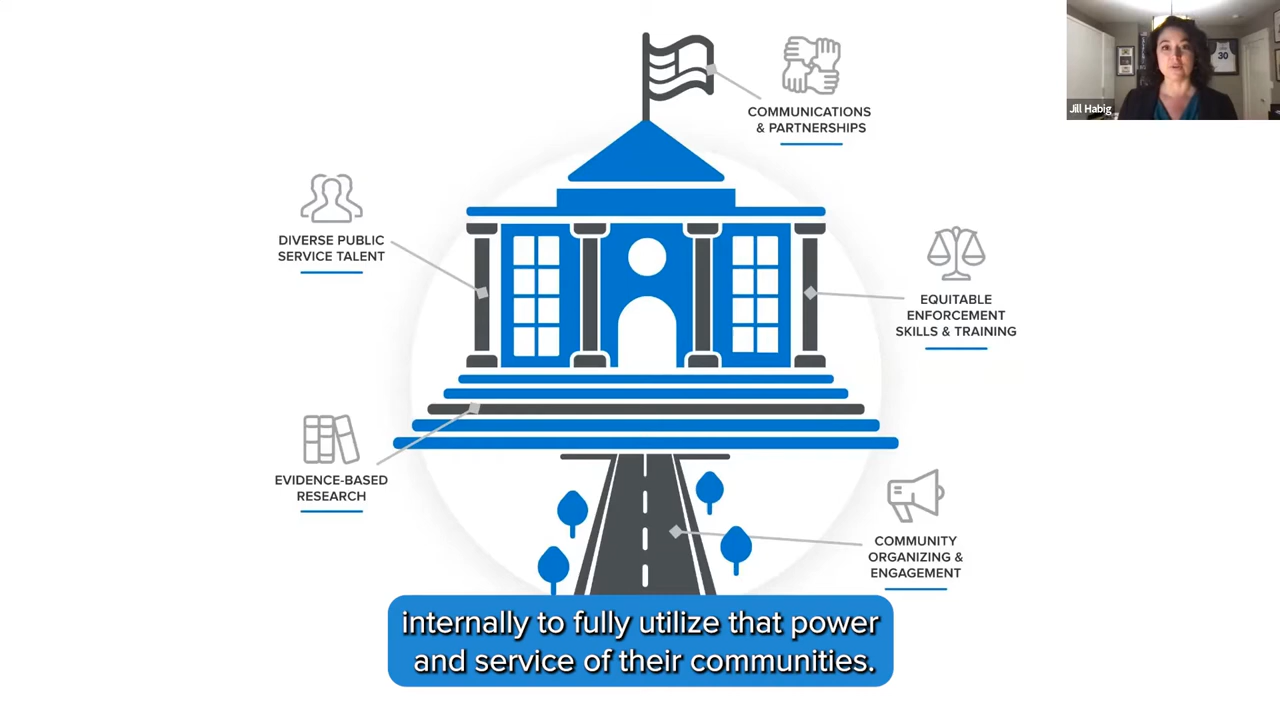 COMMUNICATIONS
& PARTNERSHIPS
Jill Habig
30
DIVERSE PUBLIC
SERVICE TALENT
EQUITABLE
ENFORCEMENT
SKILLS & TRAINING
EVIDENCE-BASED
RESEARCH
COMMUNITY
ORGANIZING &
ENGAGEMENT
internally to fully utilize that power
and service of their communities.